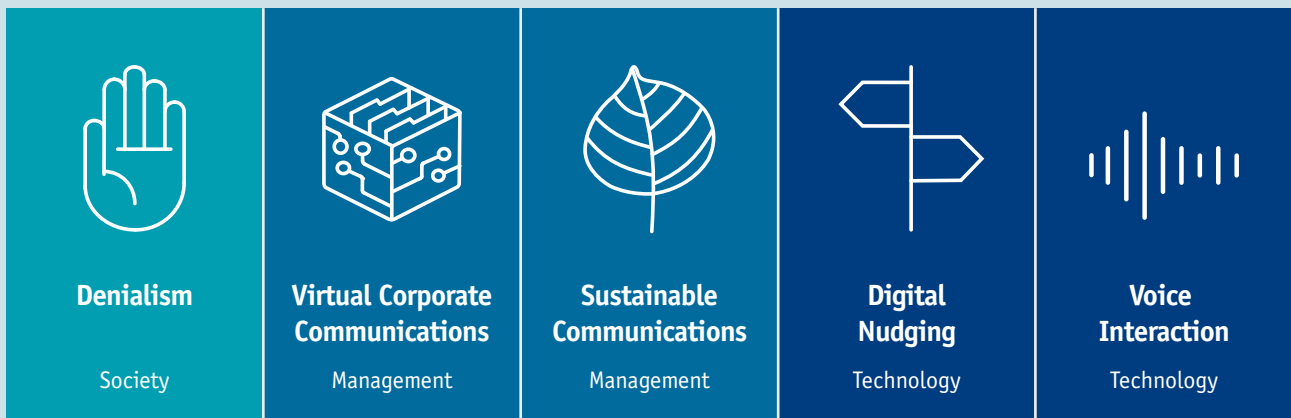 Denialism
Society
Virtual Corporate
Communications
Management
Sustainable
Communications
Management
Digital
Nudging
Technology
Voice
Interaction
Technology